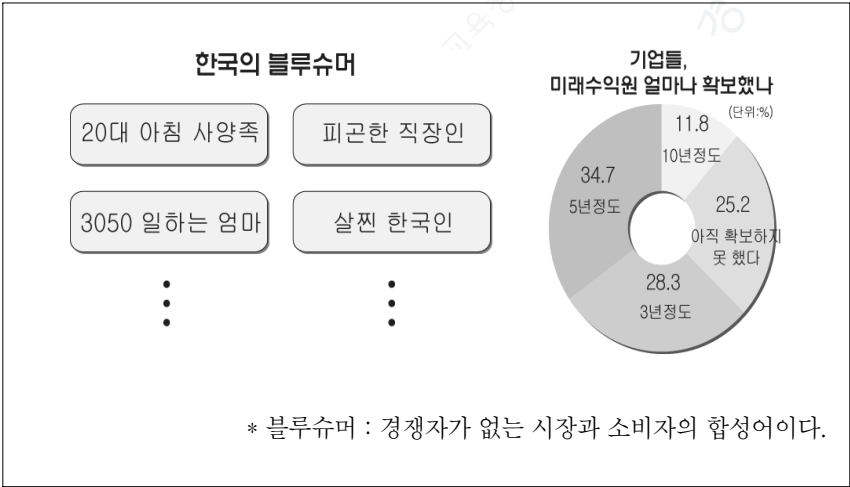 한국의 블루슈머
20대 아침 사양족
피곤한 직장인
3050 일하는 엄마
살찐 한국인
기업들,
미래수익원 얼마나 확보했나
(단위:%)
11.8
10년정도
25.2
아직 확보하지
못 했다
28.3
3년정도
34.7
5년정도
* 블루슈머 : 경쟁자가 없는 시장과 소비자의 합성어이다.